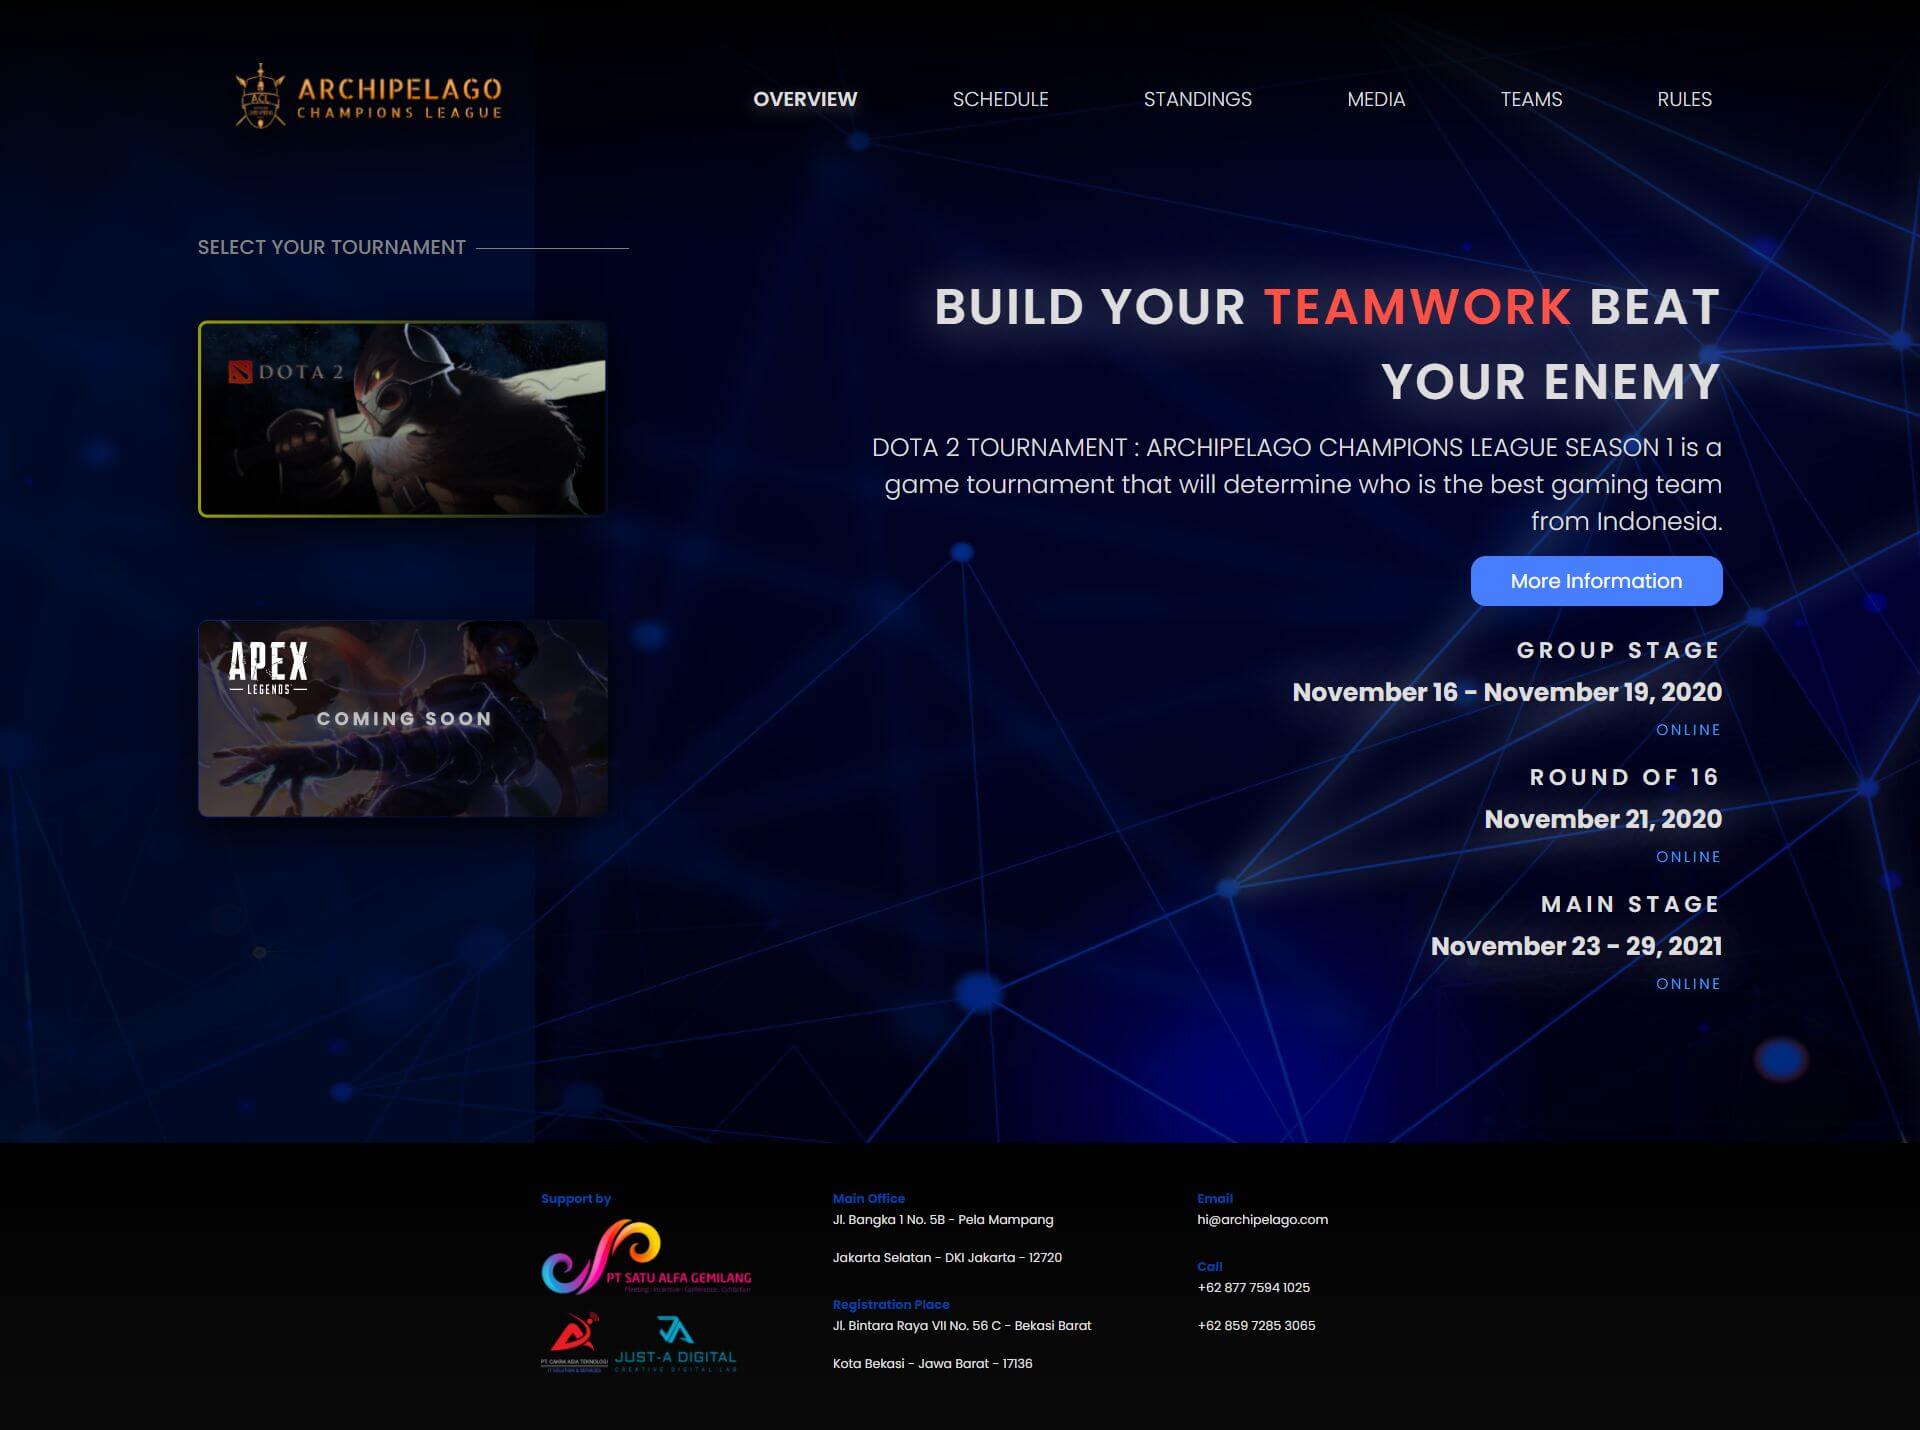 ARCHIPELAGO
CHAMPIONS LEAGUE
ACL
OVERVIEW
SCHEDULE
STANDINGS
MEDIA
TEAMS
RULES
SELECT YOUR TOURNAMENT
DOTA 2
APEX
LEGENDS
COMING SOON
BUILD YOUR TEAMWORK BEAT
YOUR ENEMY
DOTA 2 TOURNAMENT : ARCHIPELAGO CHAMPIONS LEAGUE SEASON 1 is a
game tournament that will determine who is the best gaming team
from Indonesia.
More Information
GROUP STAGE
November 16 - November 19, 2020
ONLINE
ROUND OF 16
November 21, 2020
ONLINE
MAIN STAGE
November 23 - 29, 2021
ONLINE
Support by
PT SATU ALFA GEMILANG
Meeting . Incentive . Conference . Exhibition
PT. CAKRA ASIA TEKNOLOGI
JUST-A DIGITAL
CREATIVE DIGITAL LAB
Main Office
Jl. Bangka 1 No. 5B - Pela Mampang
Jakarta Selatan - DKI Jakarta - 12720
Registration Place
Jl. Bintara Raya VII No. 56 C - Bekasi Barat
Kota Bekasi - Jawa Barat - 17136
Email
hi@archipelago.com
Call
+62 877 7594 1025
+62 859 7285 3065